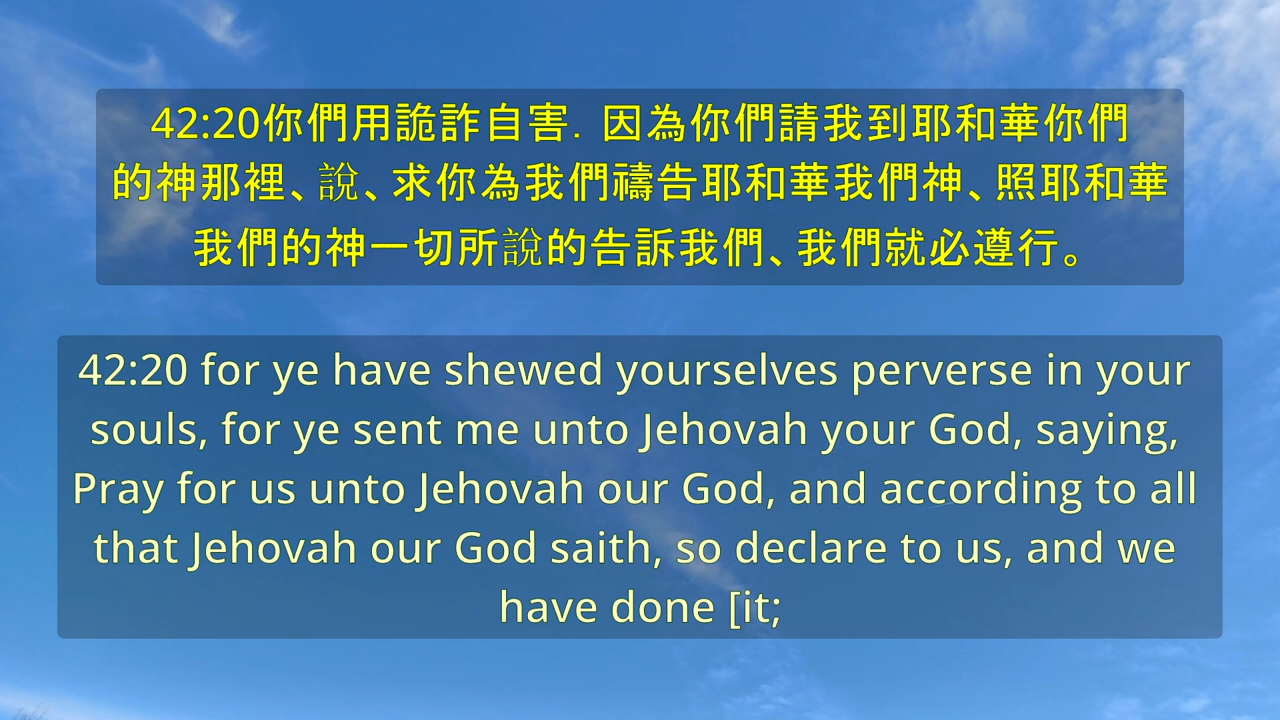 42:20你們用詭詐自害．因為你們請我到耶和華你們
的神那裡、說、求你為我們禱告耶和華我們神、照耶和華
我們的神一切所說的告訴我們、我們就必遵行。
42:20 for ye have shewed yourselves perverse in your
souls, for ye sent me unto Jehovah your God, saying,
Pray for us unto Jehovah our God, and according to all
that Jehovah our God saith, so declare to us, and we
have done [it;